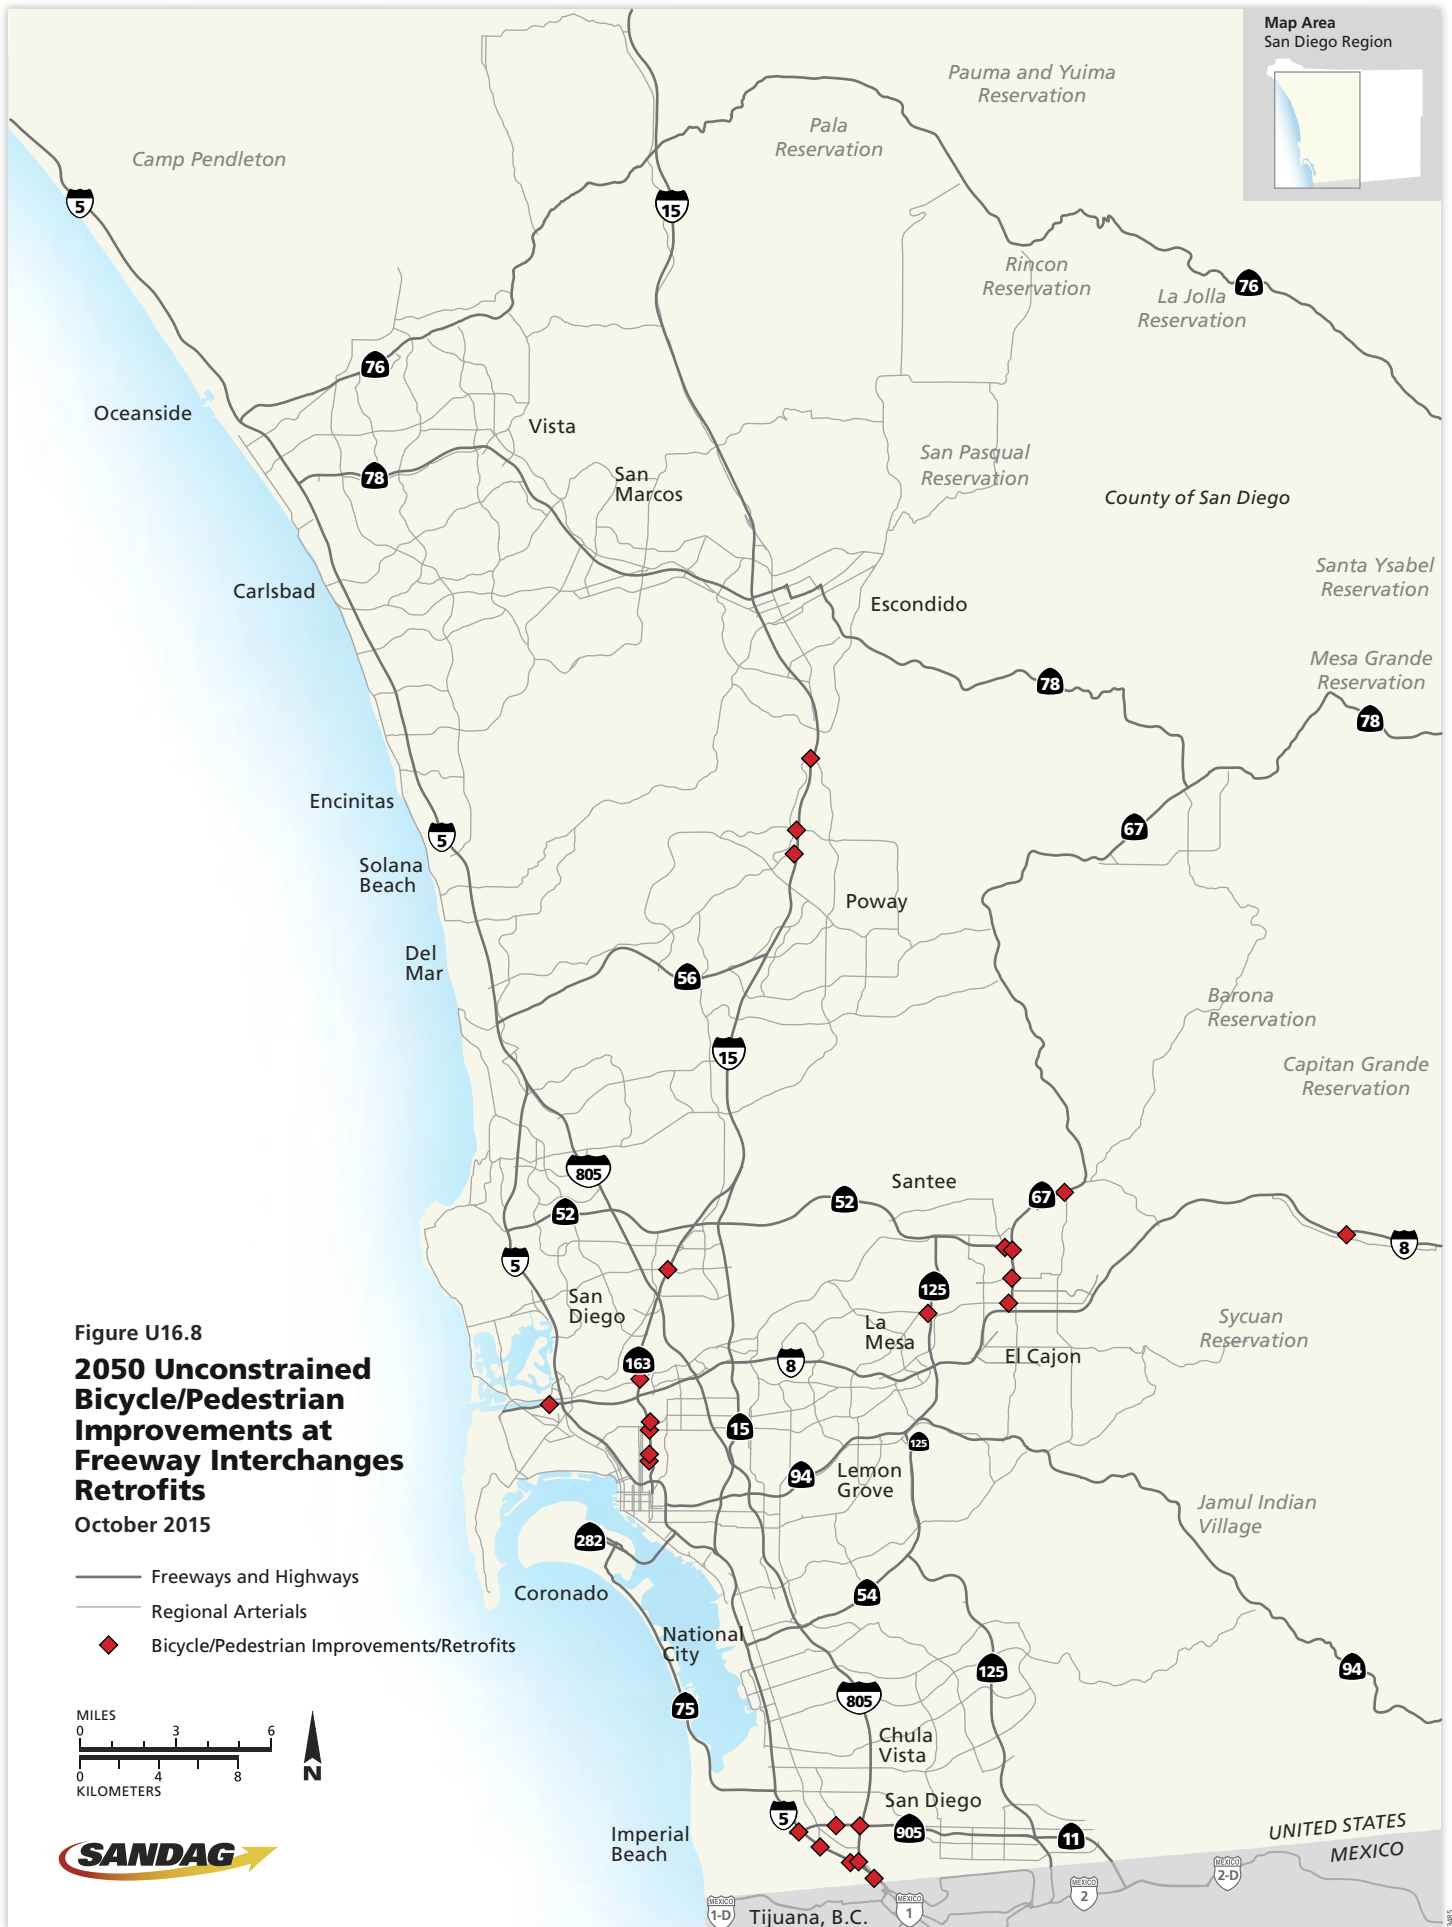 Map Area
San Diego Region
Pauma and Yuima
Reservation
Pala
Reservation
Camp Pendleton
5
15
Rincon
Reservation
La Jolla
Reservation
76
76
Oceanside
Vista
78
San
Marcos
San Pasqual
Reservation
County of San Diego
Santa Ysabel
Reservation
Carlsbad
Escondido
Mesa Grande
Reservation
78
78
Encinitas
5
67
Solana
Beach
Poway
Del
Mar
56
Barona
Reservation
15
Capitan Grande
Reservation
805
Santee
52
67
52
5
8
125
San
Diego
La
Mesa
Sycuan
Reservation
163
8
El Cajon
15
125
94
Lemon
Grove
Jamul Indian
Village
282
Coronado
54
National
City
125
94
805
75
Chula
Vista
San Diego
5
905
11
Imperial
Beach
UNITED STATES
MEXICO
MEXICO
2-D
MEXICO
2
MEXICO
1
MEXICO
1-D
Tijuana, B.C.
Figure U16.8
2050 Unconstrained
Bicycle/Pedestrian
Improvements at
Freeway Interchanges
Retrofits
October 2015
Freeways and Highways
Regional Arterials
Bicycle/Pedestrian Improvements/Retrofits
MILES
0 3 6
0 4 8
KILOMETERS
N
SANDAG